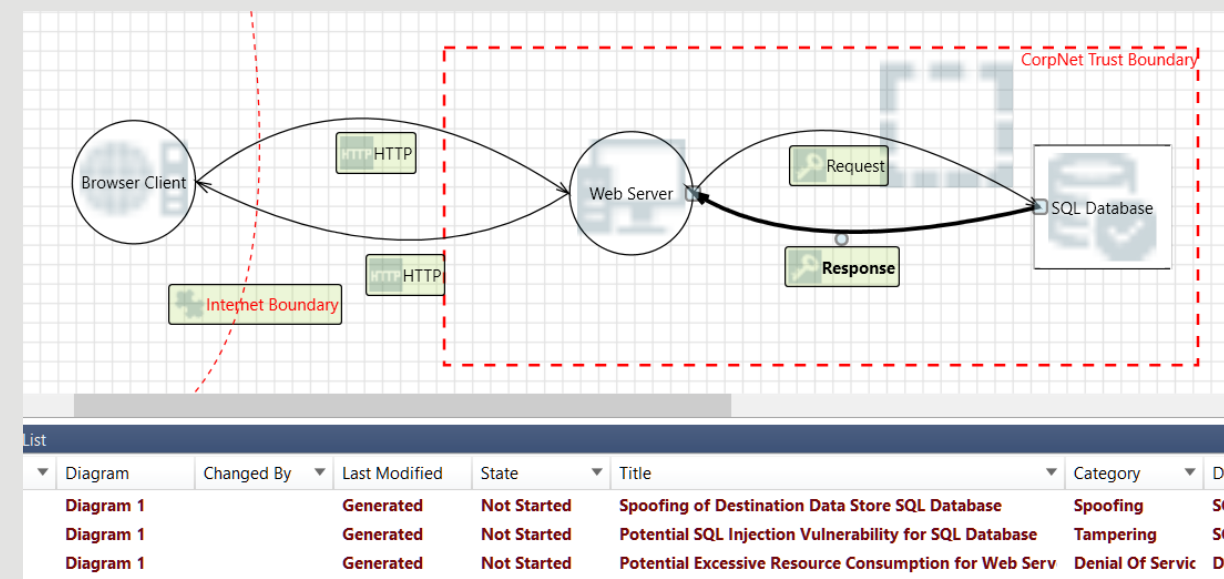 CorpNet Trust Boundary
HTTP HTTP
Request
Browser Client
Web Server
SQL Database
Response
HTTP HTTP
Internet Boundary
List
Diagram Changed By Last Modified State Title Category D
Diagram 1 Generated Not Started Spoofing of Destination Data Store SQL Database Spoofing S
Diagram 1 Generated Not Started Potential SQL Injection Vulnerability for SQL Database Tampering S
Diagram 1 Generated Not Started Potential Excessive Resource Consumption for Web Serv Denial Of Servic D